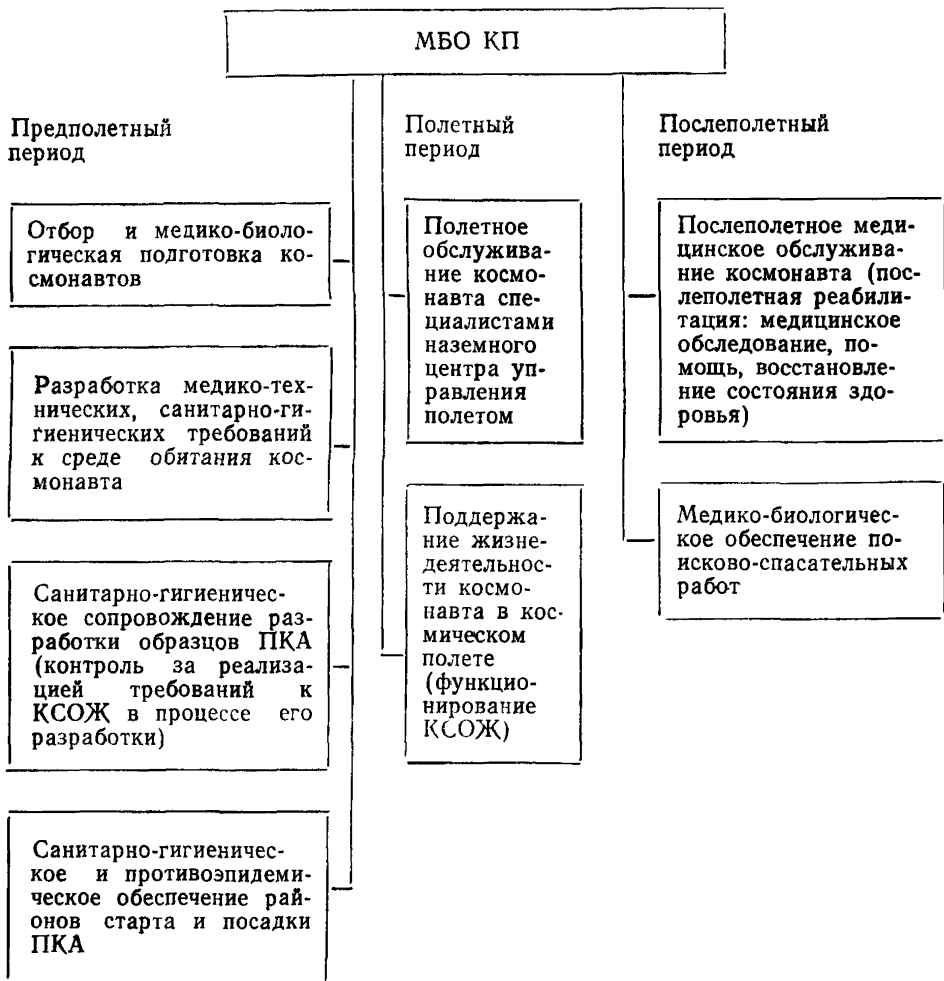 МБО КП
Предполетный
период
Отбор и медико-биоло-
гическая подготовка ко-
смонавтов
Разработка медико-тех-
нических, санитарно-ги-
гиенических требований
к среде обитания кос-
монавта
Санитарно-гигиеничес-
кое сопровождение раз-
работки образцов ПКА
(контроль за реализа-
цией требований к
КСОЖ в процессе его
разработки)
Санитарно-гигиеничес-
кое и противоэпидеми-
ческое обеспечение рай-
онов старта и посадки
ПКА
Полетный
период
Полетное
обслужива-
ние космо-
навта спе-
циалистами
наземного
центра уп-
равления
полетом
Поддержа-
ние жизне-
деятельнос-
ти космо-
навта в кос-
мическом
полете
(функцио-
нирование
КСОЖ)
Послеполетный
период
Послеполетное меди-
цинское обслужива-
ние космонавта (пос-
леполетная реабили-
тация: медицинское
обследование, по-
мощь, восстановле-
ние состояния здо-
ровья)
Медико-биологичес-
кое обеспечение по-
исково-спасательных
работ